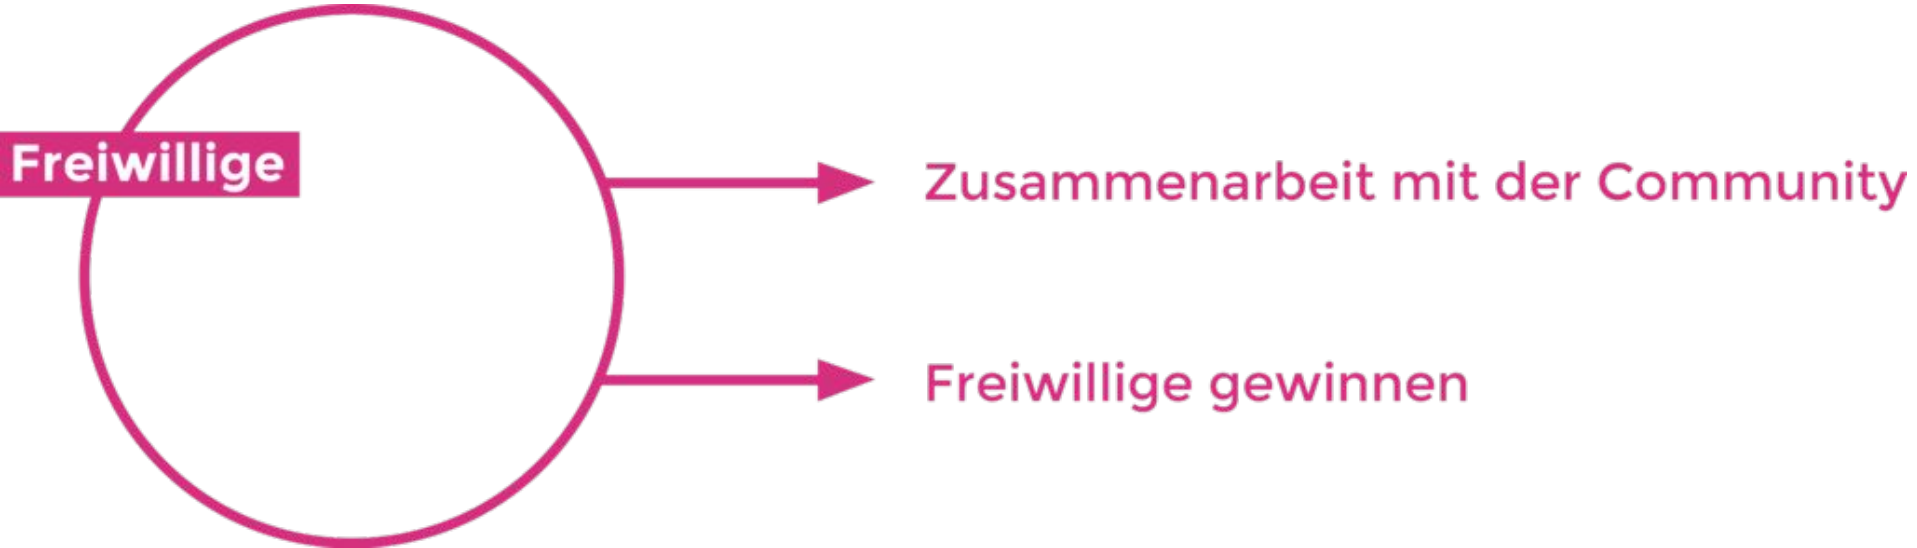 Freiwillige
Zusammenarbeit mit der Community
Freiwillige gewinnen